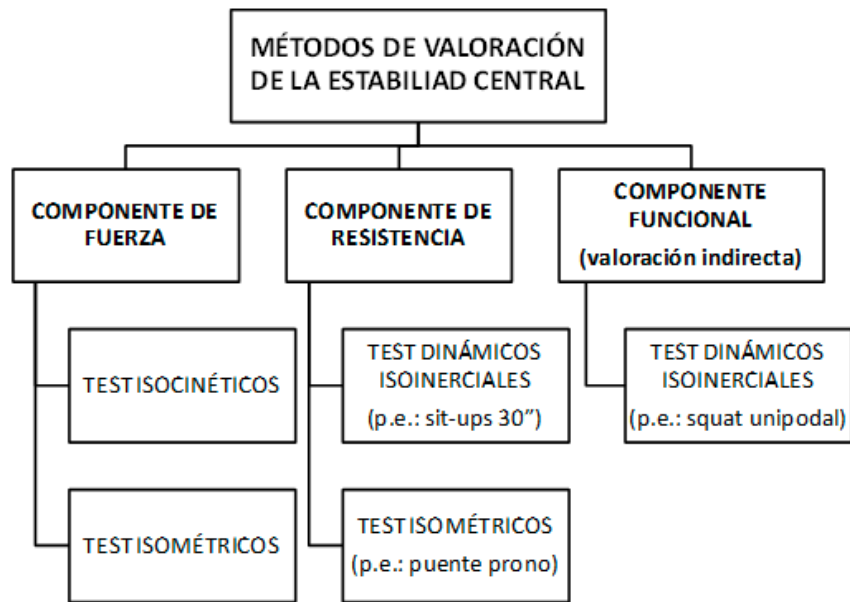 MÉTODOS DE VALORACIÓN
DE LA ESTABILIAD CENTRAL
COMPONENTE DE
FUERZA
COMPONENTE DE
RESISTENCIA
COMPONENTE
FUNCIONAL
(valoración indirecta)
TEST ISOCINÉTICOS
TEST DINÁMICOS
ISOINERCIALES
(p.e.: sit-ups 30”)
TEST DINÁMICOS
ISOINERCIALES
(p.e.: squat unipodal)
TEST ISOMÉTRICOS
TEST ISOMÉTRICOS
(p.e.: puente prono)